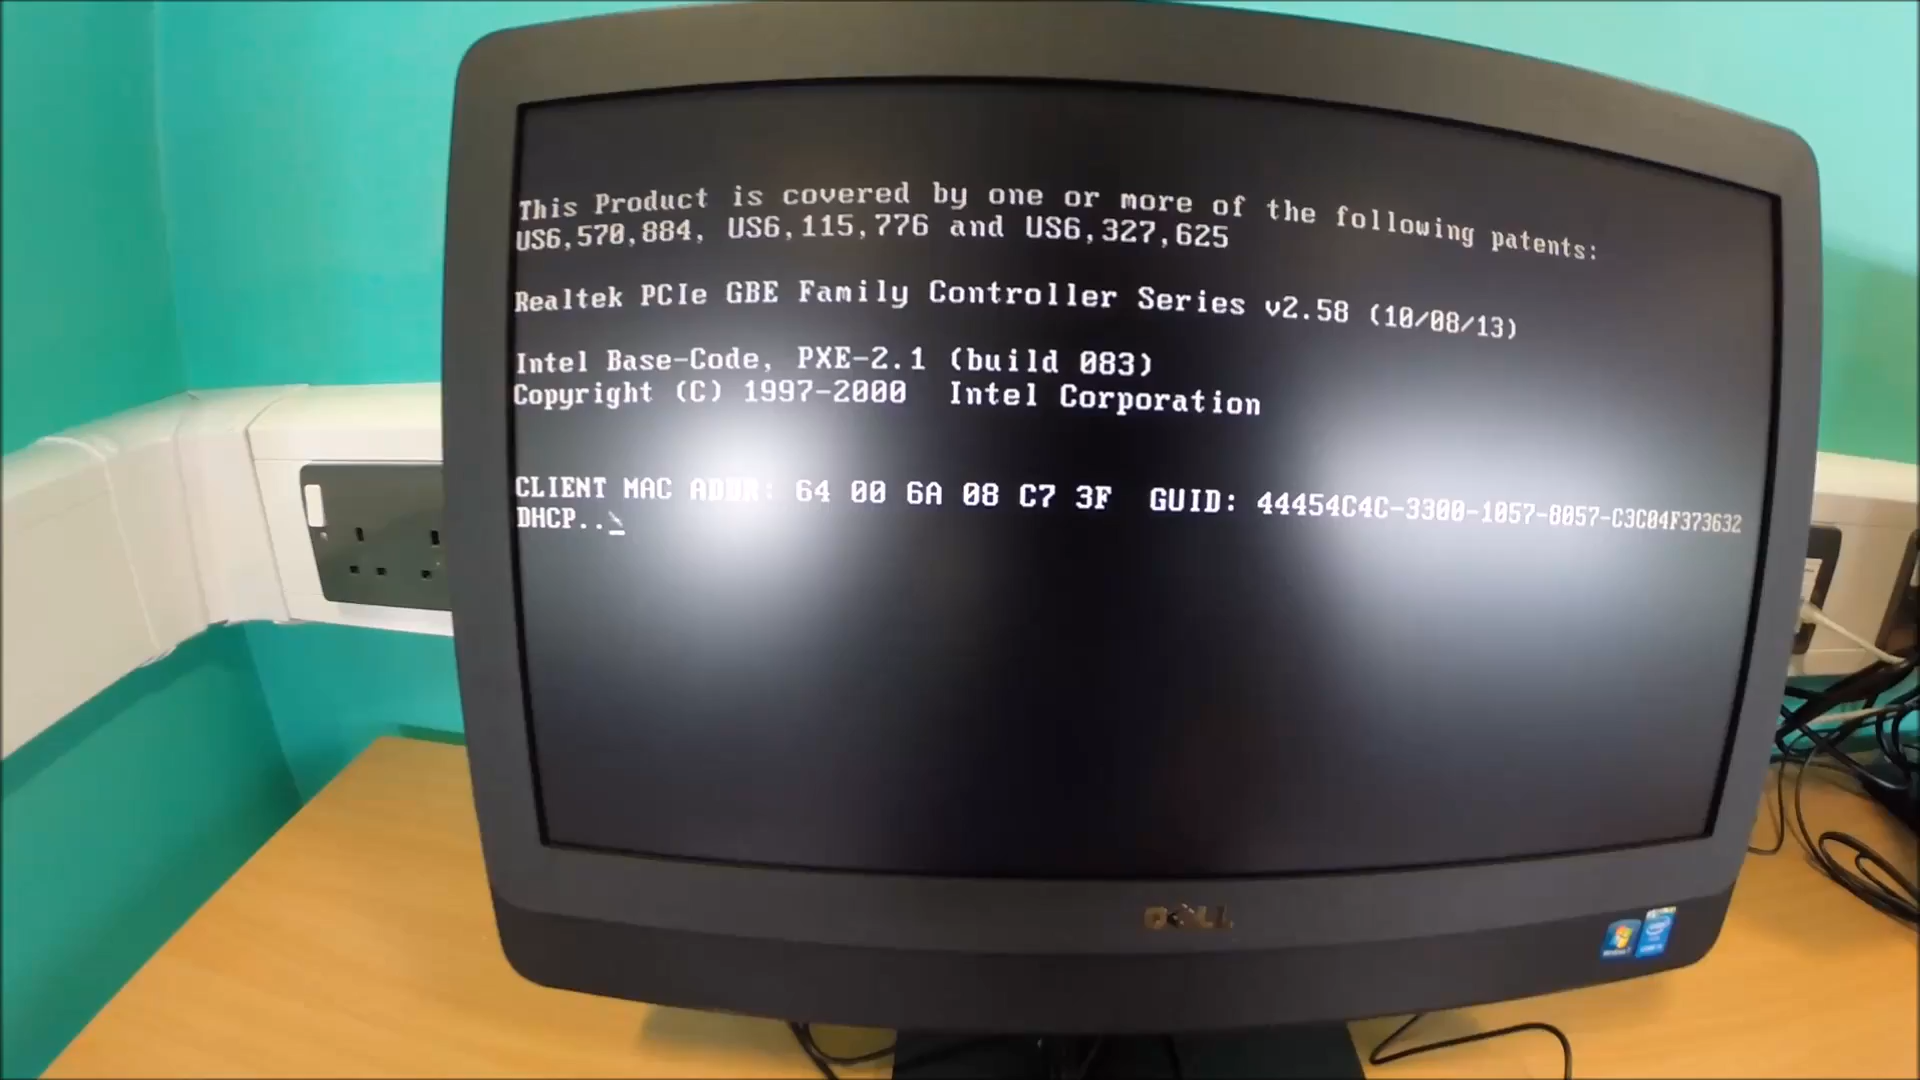 This Product is covered by one or more of the following patents:
US6,570,884, US6,115,776 and US6,327,625
Realtek PCIe GBE Family Controller Series v2.58 (10/08/13)
Intel Base-Code, PXE-2.1 (build 083)
Copyright (C) 1997-2000 Intel Corporation
CLIENT MAC ADDR: 64 00 6A 08 C7 3F GUID: 44454C4C-3300-1057-8057-C3C04F373632
DHCP.._
DELL